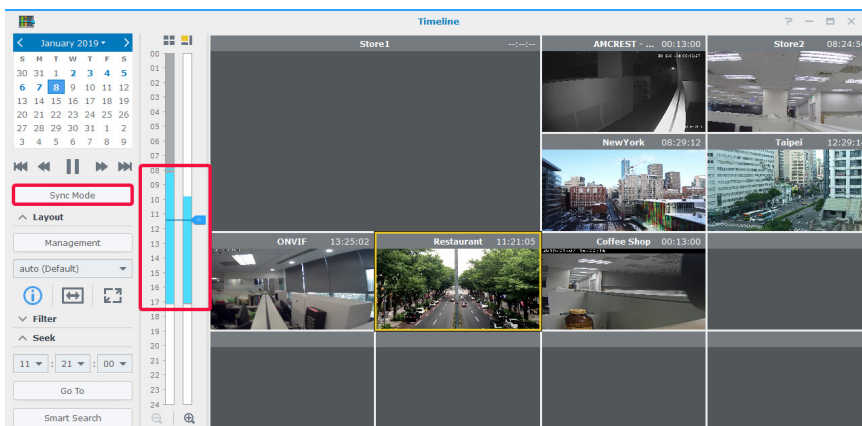 Timeline
January 2019
S M T W T F S
30 31 1 2 3 4 5
6 7 8 9 10 11 12
13 14 15 16 17 18 19
20 21 22 23 24 25 26
27 28 29 30 31 1 2
3 4 5 6 7 8 9
Sync Mode
Layout
Management
auto (Default)
Filter
Seek
11 : 21 : 00
Go To
Smart Search
00
01
02
03
04
05
06
07
08
09
10
11
12
13
14
15
16
17
18
19
20
21
22
23
24
Store1 --:--:--
AMCREST - ... 00:13:00
Store2 08:24:50
NewYork 08:29:12
Taipei 12:29:1
ONVIF 13:25:02
Restaurant 11:21:05
Coffee Shop 00:13:00